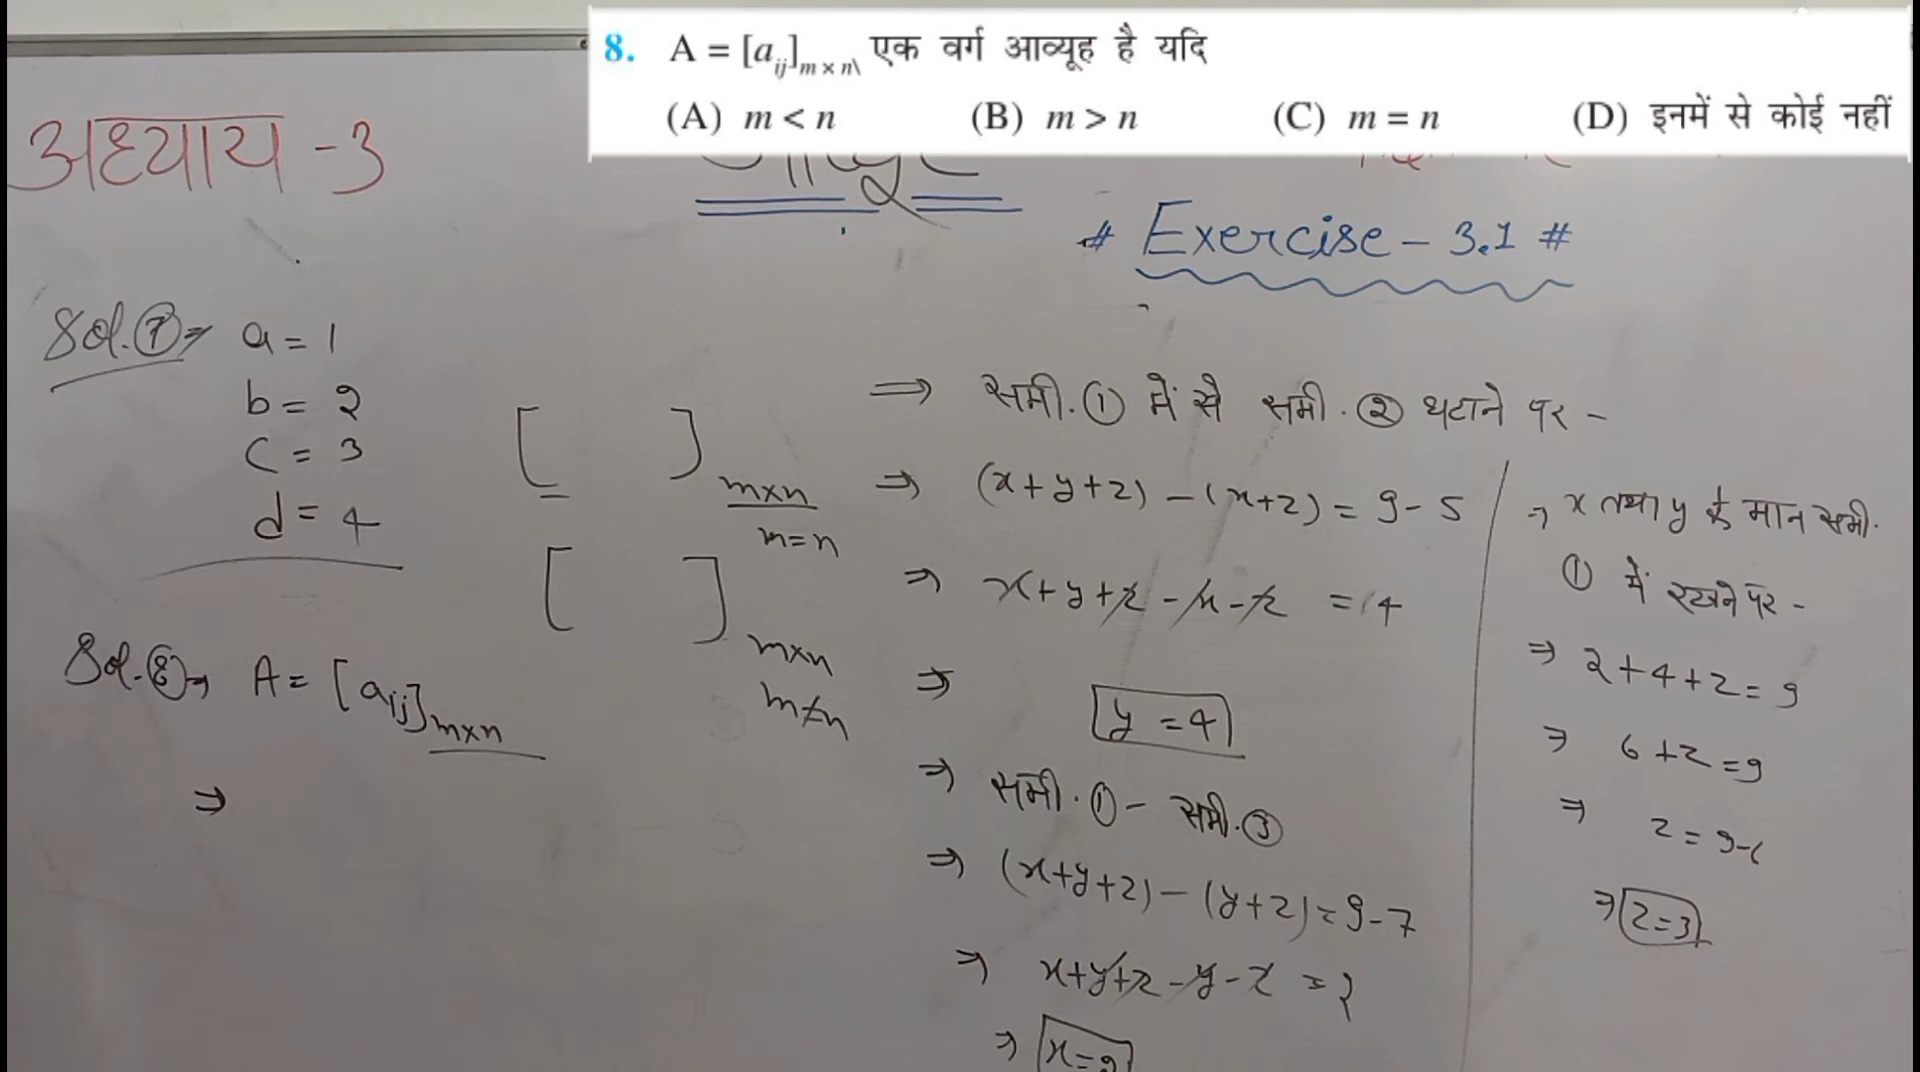 8. A = [aij]m × n\ एक वर्ग आव्यूह है यदि
(A) m < n (B) m > n (C) m = n (D) इनमें से कोई नहीं
अध्याय -3
# Exercise - 3.1 #
Sol.⑦⇒ a = 1
b = 2
c = 3
d = 4
[ ]m×n
m=n
[ ]m×n
m≠n
Sol.⑧⇒ A = [aij]m×n
⇒
⇒ समी.① में से समी.② घटाने पर -
⇒ (x+y+z) - (x+z) = 9-5
⇒ x+y+z-x-z = 4
⇒ y = 4
⇒ समी.① - समी.③
⇒ (x+y+z) - (y+z) = 9-7
⇒ x+y+z-y-z = 2
⇒ x=2
⇒ x तथा y के मान समी.
① में रखने पर -
⇒ 2+4+z=9
⇒ 6+z=9
⇒ z=9-6
⇒ z=3